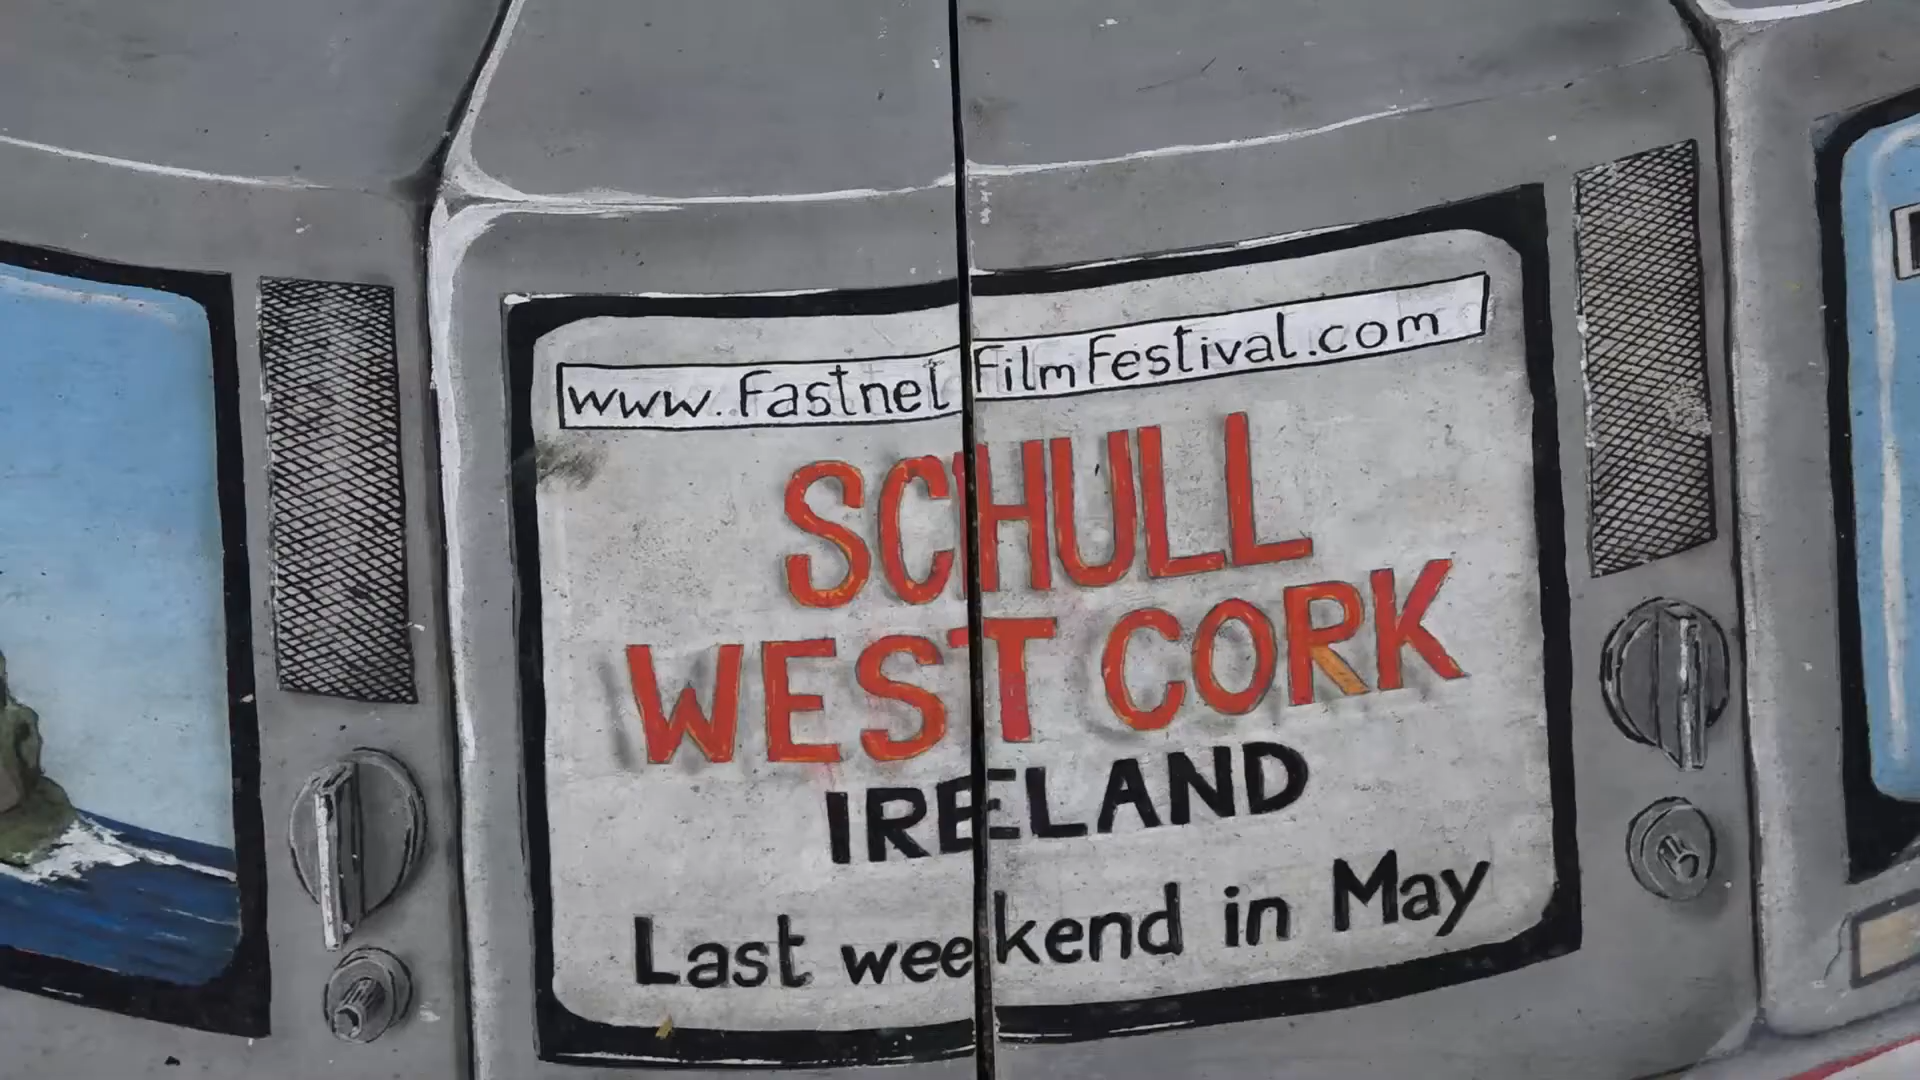 www.FastnetFilmFestival.com
SCHULL
WEST CORK
IRELAND
Last weekend in May